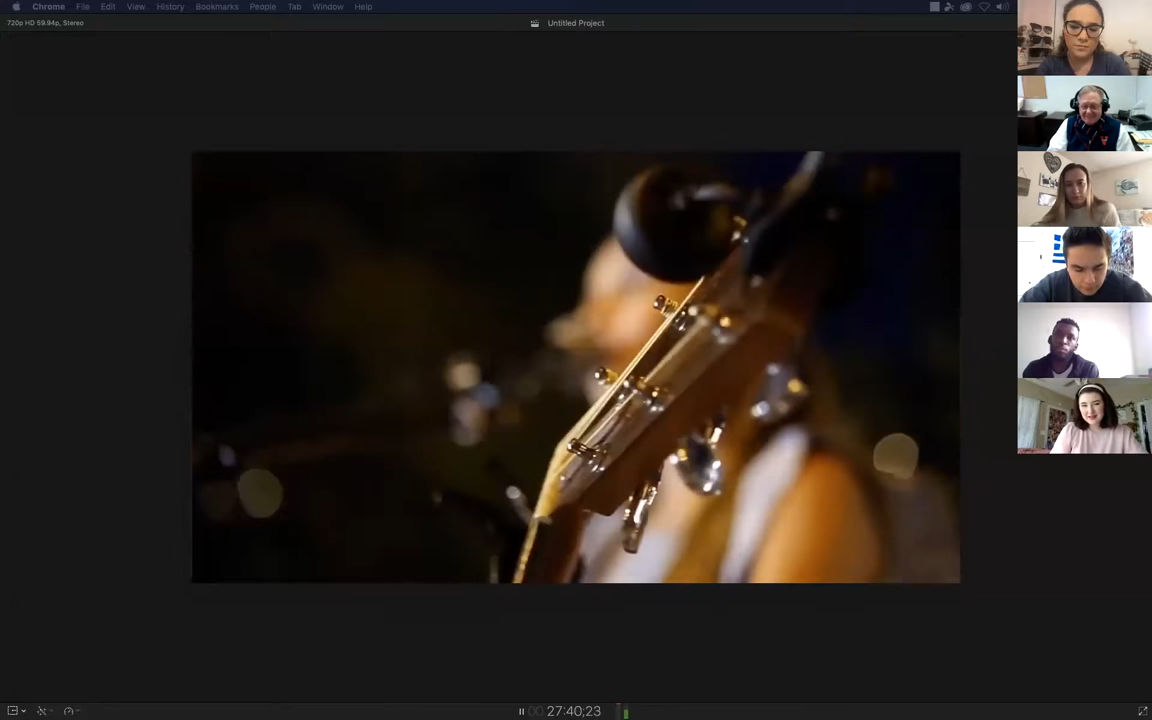 Chrome File Edit View History Bookmarks People Tab Window Help
720p HD 59.94p, Stereo
Untitled Project
00 27:40;23